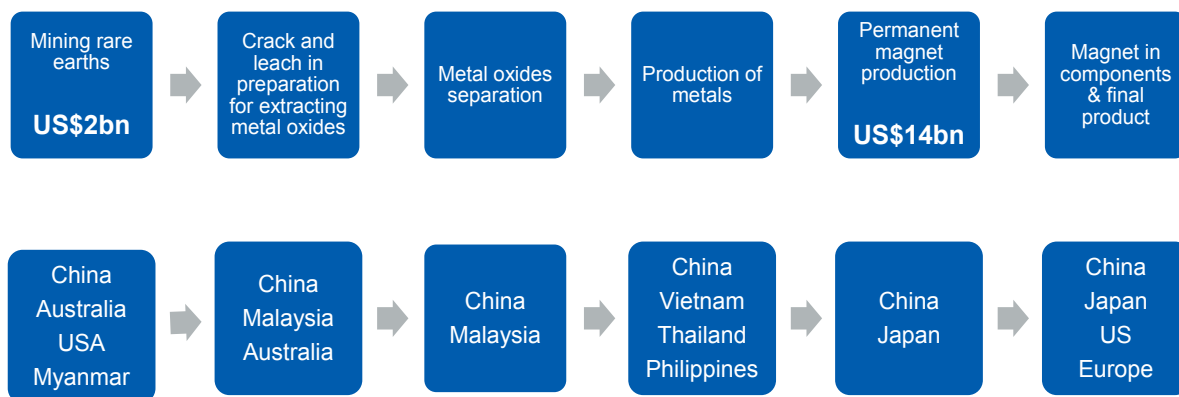 Mining rare
earths
US$2bn
Crack and
leach in
preparation
for extracting
metal oxides
Metal oxides
separation
Production of
metals
Permanent
magnet
production
US$14bn
Magnet in
components
& final
product
China
Australia
USA
Myanmar
China
Malaysia
Australia
China
Malaysia
China
Vietnam
Thailand
Philippines
China
Japan
China
Japan
US
Europe